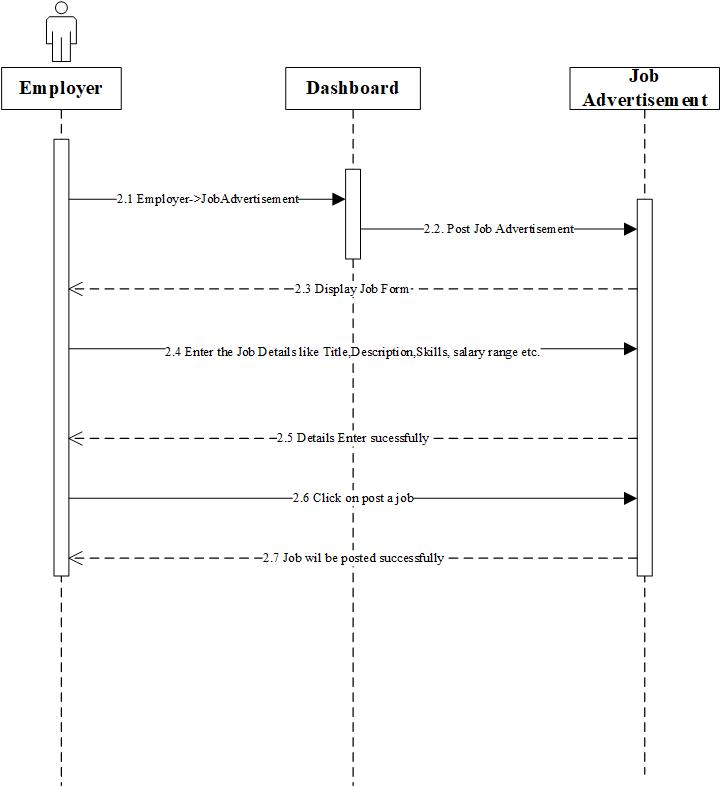 Employer
Dashboard
Job
Advertisement
2.1 Employer->JobAdvertisement
2.2. Post Job Advertisement
2.3 Display Job Form
2.4 Enter the Job Details like Title,Description,Skills, salary range etc.
2.5 Details Enter sucessfully
2.6 Click on post a job
2.7 Job wil be posted successfully